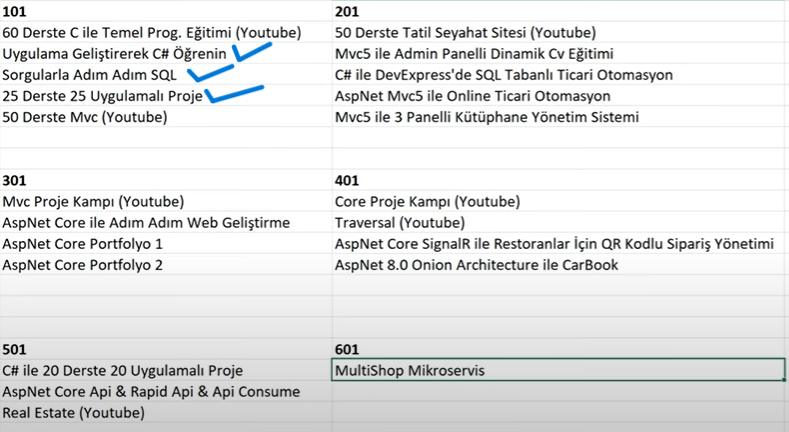 101
60 Derste C ile Temel Prog. Eğitimi (Youtube)
Uygulama Geliştirerek C# Öğrenin
Sorgularla Adım Adım SQL
25 Derste 25 Uygulamalı Proje
50 Derste Mvc (Youtube)
201
50 Derste Tatil Seyahat Sitesi (Youtube)
Mvc5 ile Admin Panelli Dinamik Cv Eğitimi
C# ile DevExpress'de SQL Tabanlı Ticari Otomasyon
AspNet Mvc5 ile Online Ticari Otomasyon
Mvc5 ile 3 Panelli Kütüphane Yönetim Sistemi
301
Mvc Proje Kampı (Youtube)
AspNet Core ile Adım Adım Web Geliştirme
AspNet Core Portfolyo 1
AspNet Core Portfolyo 2
401
Core Proje Kampı (Youtube)
Traversal (Youtube)
AspNet Core SignalR ile Restoranlar İçin QR Kodlu Sipariş Yönetimi
AspNet 8.0 Onion Architecture ile CarBook
501
C# ile 20 Derste 20 Uygulamalı Proje
AspNet Core Api & Rapid Api & Api Consume
Real Estate (Youtube)
601
MultiShop Mikroservis